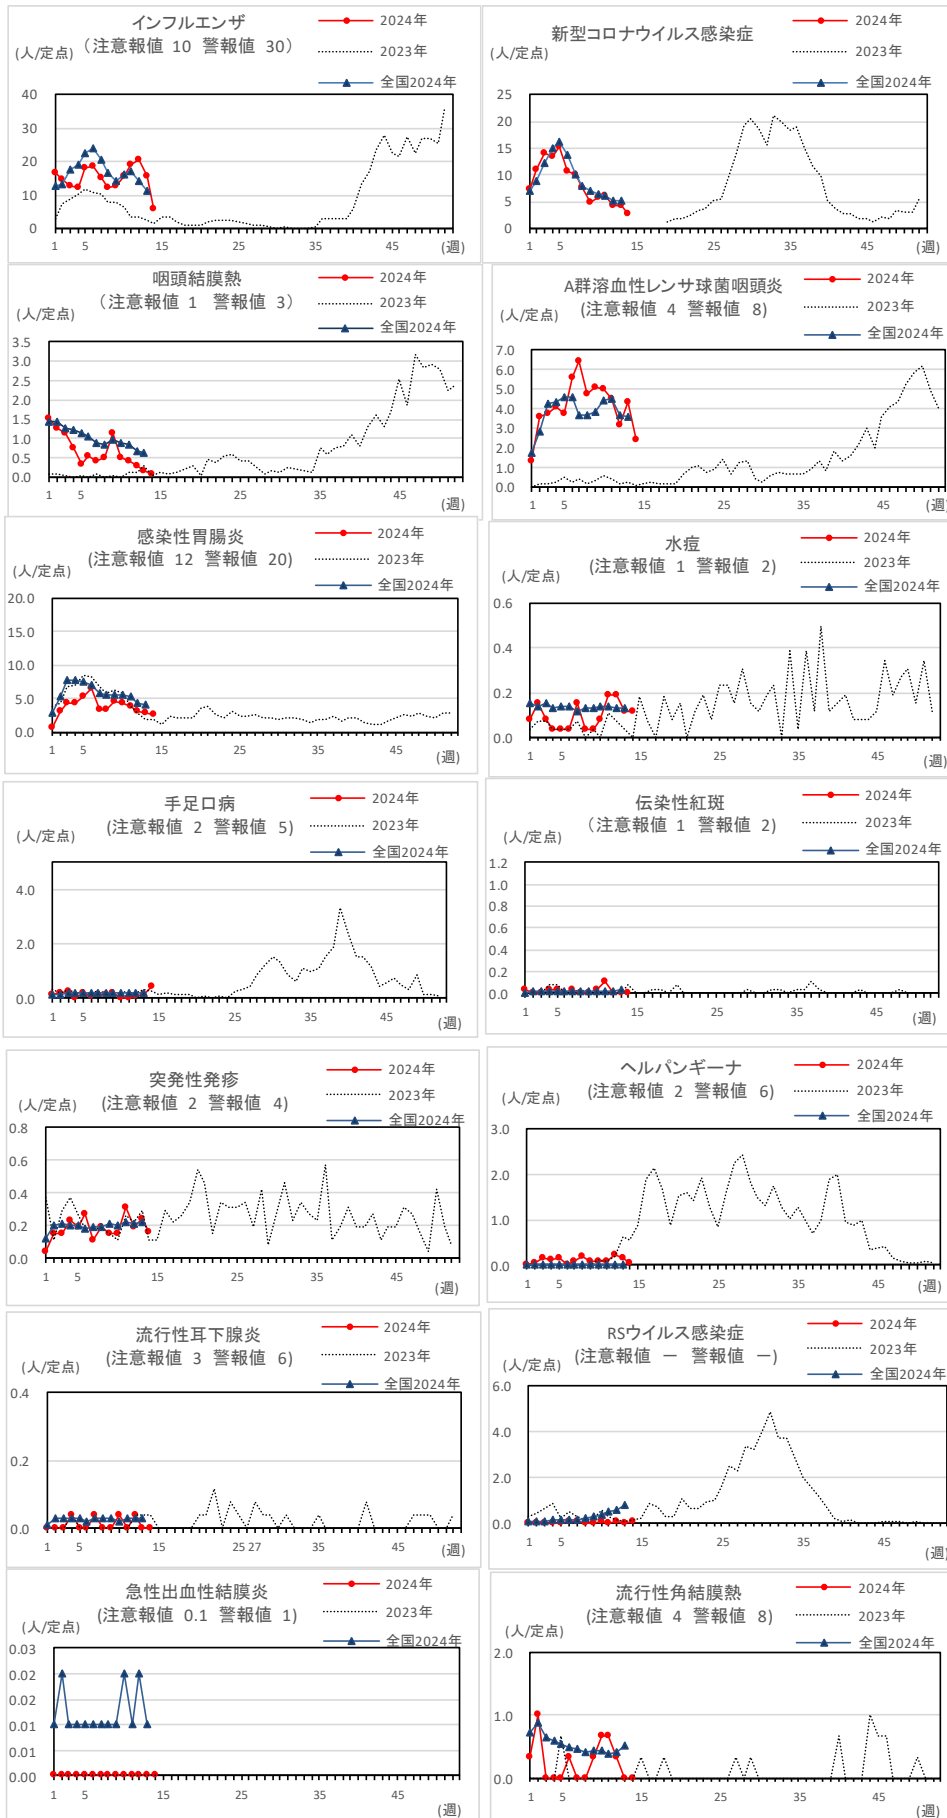 インフルエンザ
(注意報値 10 警報値 30)
(人/定点)
2024年
2023年
全国2024年
40
30
20
10
0
1 5 15 25 35 45
(週)
新型コロナウイルス感染症
(人/定点)
2024年
2023年
全国2024年
25
20
15
10
5
0
1 5 15 25 35 45
(週)
咽頭結膜熱
(注意報値 1 警報値 3)
(人/定点)
2024年
2023年
全国2024年
3.5
3.0
2.5
2.0
1.5
1.0
0.5
0.0
1 5 15 25 35 45
(週)
A群溶血性レンサ球菌咽頭炎
(注意報値 4 警報値 8)
(人/定点)
2024年
2023年
全国2024年
7.0
6.0
5.0
4.0
3.0
2.0
1.0
0.0
1 5 15 25 35 45
(週)
感染性胃腸炎
(注意報値 12 警報値 20)
(人/定点)
2024年
2023年
全国2024年
20.0
15.0
10.0
5.0
0.0
1 5 15 25 35 45
(週)
水痘
(注意報値 1 警報値 2)
(人/定点)
2024年
2023年
全国2024年
0.6
0.4
0.2
0.0
1 5 15 25 35 45
(週)
手足口病
(注意報値 2 警報値 5)
(人/定点)
2024年
2023年
全国2024年
4.0
2.0
0.0
1 5 15 25 35 45
(週)
伝染性紅斑
(注意報値 1 警報値 2)
(人/定点)
2024年
2023年
全国2024年
1.2
1.0
0.8
0.6
0.4
0.2
0.0
1 5 15 25 35 45
(週)
突発性発疹
(注意報値 2 警報値 4)
(人/定点)
2024年
2023年
全国2024年
0.8
0.6
0.4
0.2
0.0
1 5 15 25 35 45
(週)
ヘルパンギーナ
(注意報値 2 警報値 6)
(人/定点)
2024年
2023年
全国2024年
3.0
2.0
1.0
0.0
1 5 15 25 35 45
(週)
流行性耳下腺炎
(注意報値 3 警報値 6)
(人/定点)
2024年
2023年
全国2024年
0.4
0.2
0.0
1 5 15 25 27 35 45
(週)
RSウイルス感染症
(注意報値 ー 警報値 ー)
(人/定点)
2024年
2023年
全国2024年
6.0
4.0
2.0
0.0
1 5 15 25 35 45
(週)
急性出血性結膜炎
(注意報値 0.1 警報値 1)
(人/定点)
2024年
2023年
全国2024年
0.03
0.02
0.02
0.01
0.01
0.00
1 5 15 25 35 45
(週)
流行性角結膜熱
(注意報値 4 警報値 8)
(人/定点)
2024年
2023年
全国2024年
2.0
1.0
0.0
1 5 15 25 35 45
(週)